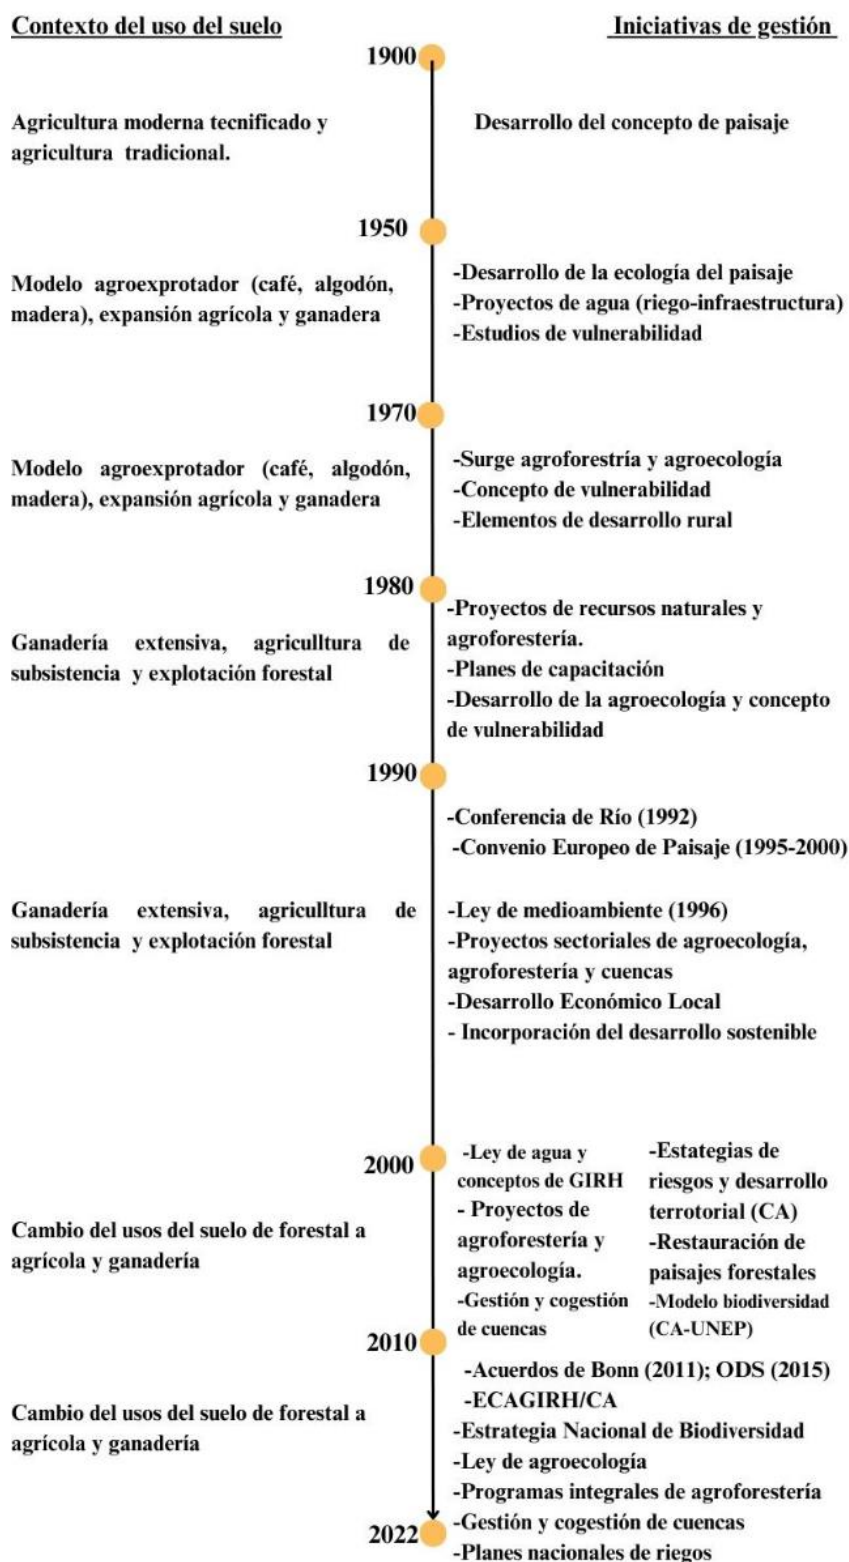 Contexto del uso del suelo
Iniciativas de gestión
1900
Agricultura moderna tecnificado y
agricultura tradicional.
Desarrollo del concepto de paisaje
1950
Modelo agroexprotador (café, algodón,
madera), expansión agrícola y ganadera
-Desarrollo de la ecología del paisaje
-Proyectos de agua (riego-infraestructura)
-Estudios de vulnerabilidad
1970
Modelo agroexprotador (café, algodón,
madera), expansión agrícola y ganadera
-Surge agroforestría y agroecología
-Concepto de vulnerabilidad
-Elementos de desarrollo rural
1980
Ganadería extensiva, agriculltura de
subsistencia y explotación forestal
-Proyectos de recursos naturales y
agroforestería.
-Planes de capacitación
-Desarrollo de la agroecología y concepto
de vulnerabilidad
1990
-Conferencia de Río (1992)
-Convenio Europeo de Paisaje (1995-2000)
Ganadería extensiva, agriculltura de
subsistencia y explotación forestal
-Ley de medioambiente (1996)
-Proyectos sectoriales de agroecología,
agroforestería y cuencas
-Desarrollo Económico Local
- Incorporación del desarrollo sostenible
2000
Cambio del usos del suelo de forestal a
agrícola y ganadería
-Ley de agua y
conceptos de GIRH
- Proyectos de
agroforestería y
agroecología.
-Gestión y cogestión
de cuencas
-Estategias de
riesgos y desarrollo
terrotorial (CA)
-Restauración de
paisajes forestales
-Modelo biodiversidad
(CA-UNEP)
2010
Cambio del usos del suelo de forestal a
agrícola y ganadería
-Acuerdos de Bonn (2011); ODS (2015)
-ECAGIRH/CA
-Estrategia Nacional de Biodiversidad
-Ley de agroecología
-Programas integrales de agroforestería
-Gestión y cogestión de cuencas
-Planes nacionales de riegos
2022